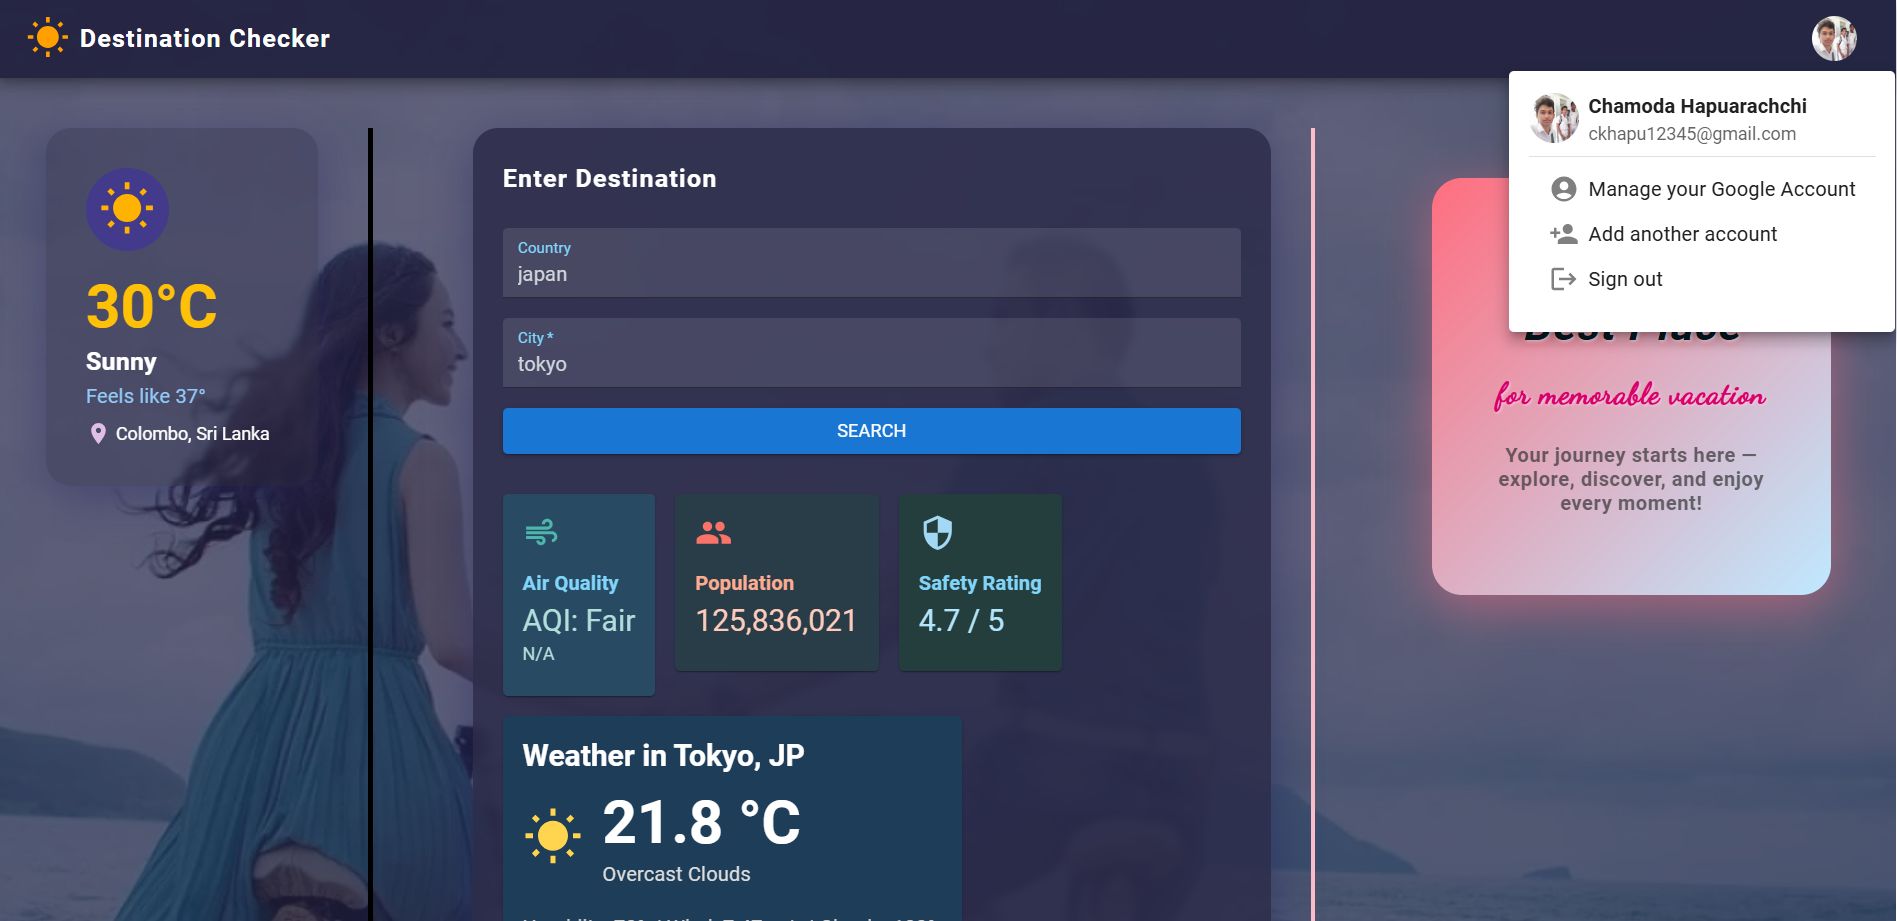 Destination Checker
Chamoda Hapuarachchi
ckhapu12345@gmail.com
Manage your Google Account
Add another account
Sign out
30°C
Sunny
Feels like 37°
Colombo, Sri Lanka
Enter Destination
Country
japan
City *
tokyo
SEARCH
Air Quality
AQI: Fair
N/A
Population
125,836,021
Safety Rating
4.7 / 5
Weather in Tokyo, JP
21.8 °C
Overcast Clouds
Best Place
for memorable vacation
Your journey starts here —
explore, discover, and enjoy
every moment!